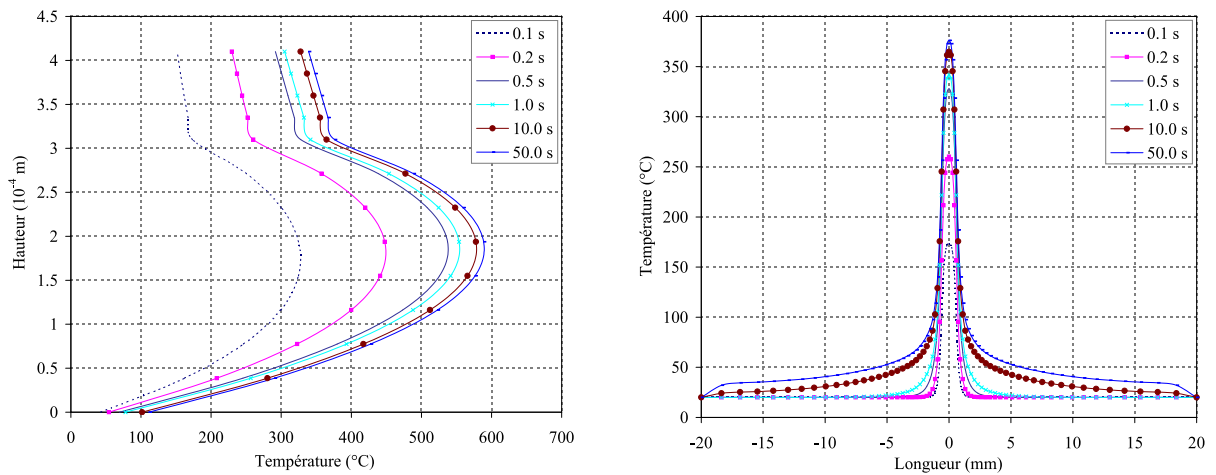 4.5
4
3.5
3
2.5
2
1.5
1
0.5
0
Hauteur (10⁻⁴ m)
0 100 200 300 400 500 600 700
Température (°C)
0.1 s
0.2 s
0.5 s
1.0 s
10.0 s
50.0 s
400
350
300
250
200
150
100
50
0
Température (°C)
-20 -15 -10 -5 0 5 10 15 20
Longueur (mm)
0.1 s
0.2 s
0.5 s
1.0 s
10.0 s
50.0 s